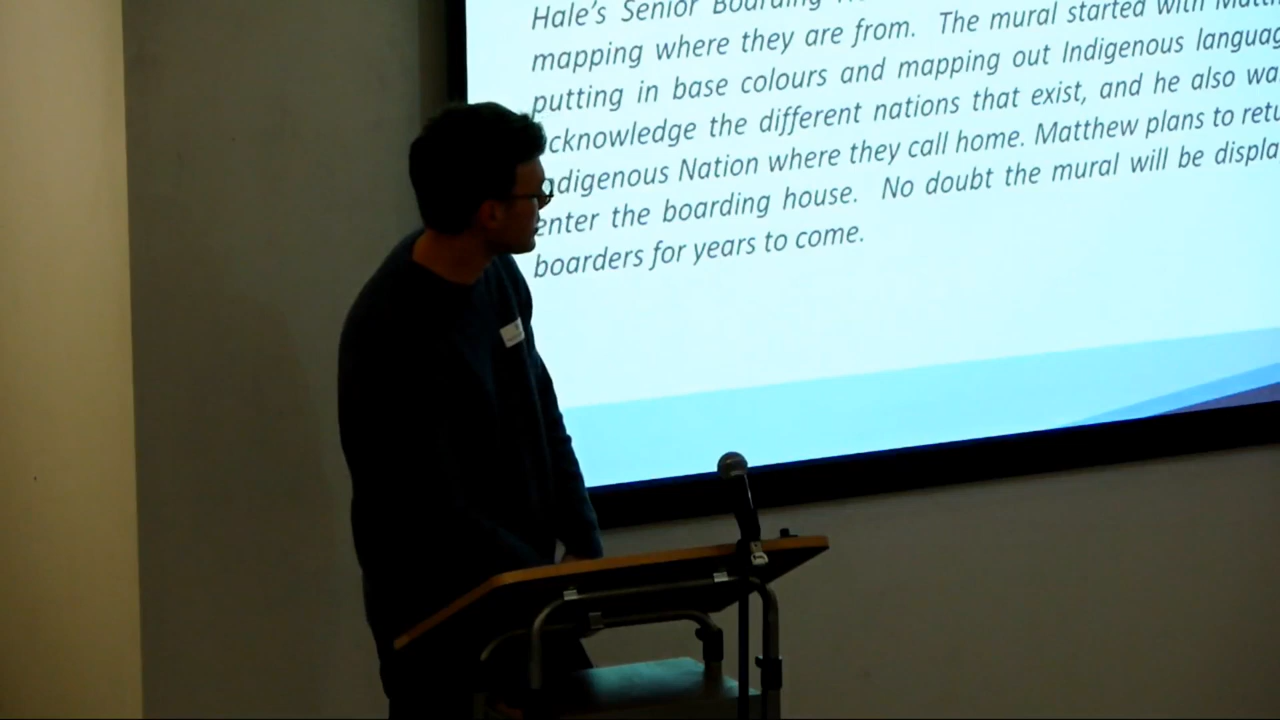 Hale's Senior Boarding
mapping where they are from. The mural started with
putting in base colours and mapping out Indigenous
acknowledge the different nations that exist, and he also
Indigenous Nation where they call home. Matthew plans to
enter the boarding house. No doubt the mural will be
boarders for years to come.